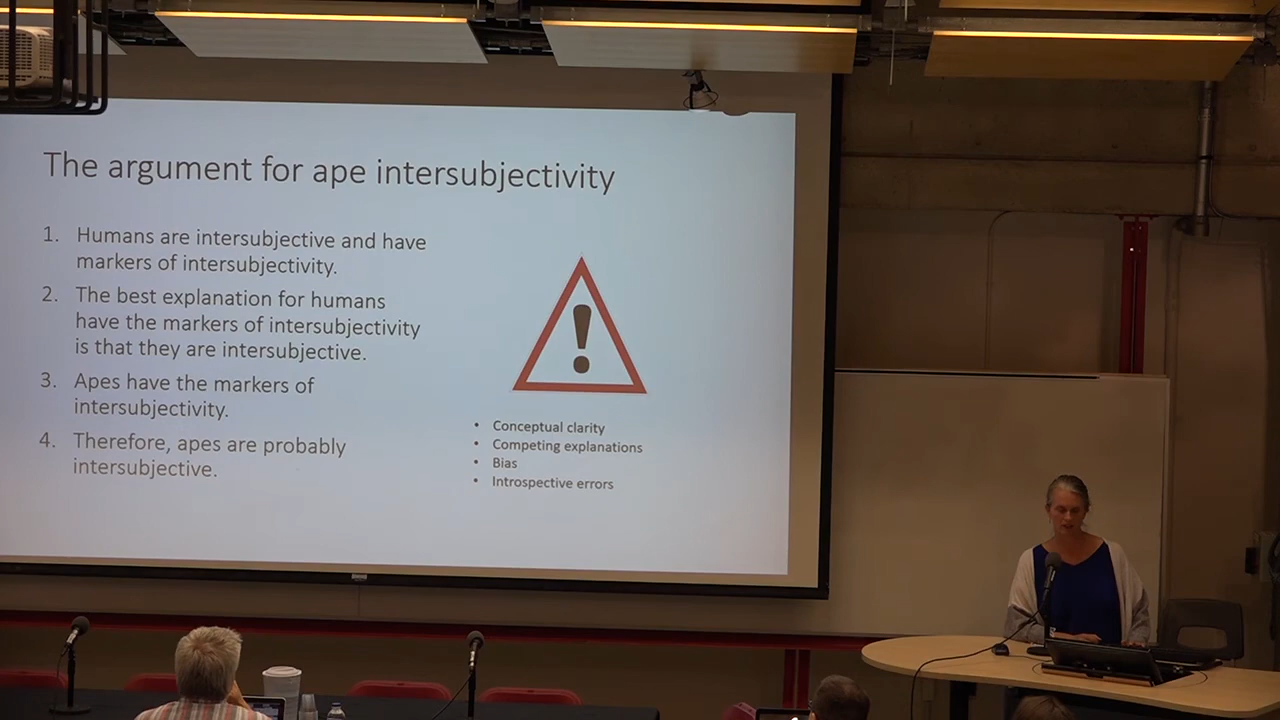 The argument for ape intersubjectivity
1. Humans are intersubjective and have
markers of intersubjectivity.
2. The best explanation for humans
have the markers of intersubjectivity
is that they are intersubjective.
3. Apes have the markers of
intersubjectivity.
4. Therefore, apes are probably
intersubjective.
!
• Conceptual clarity
• Competing explanations
• Bias
• Introspective errors